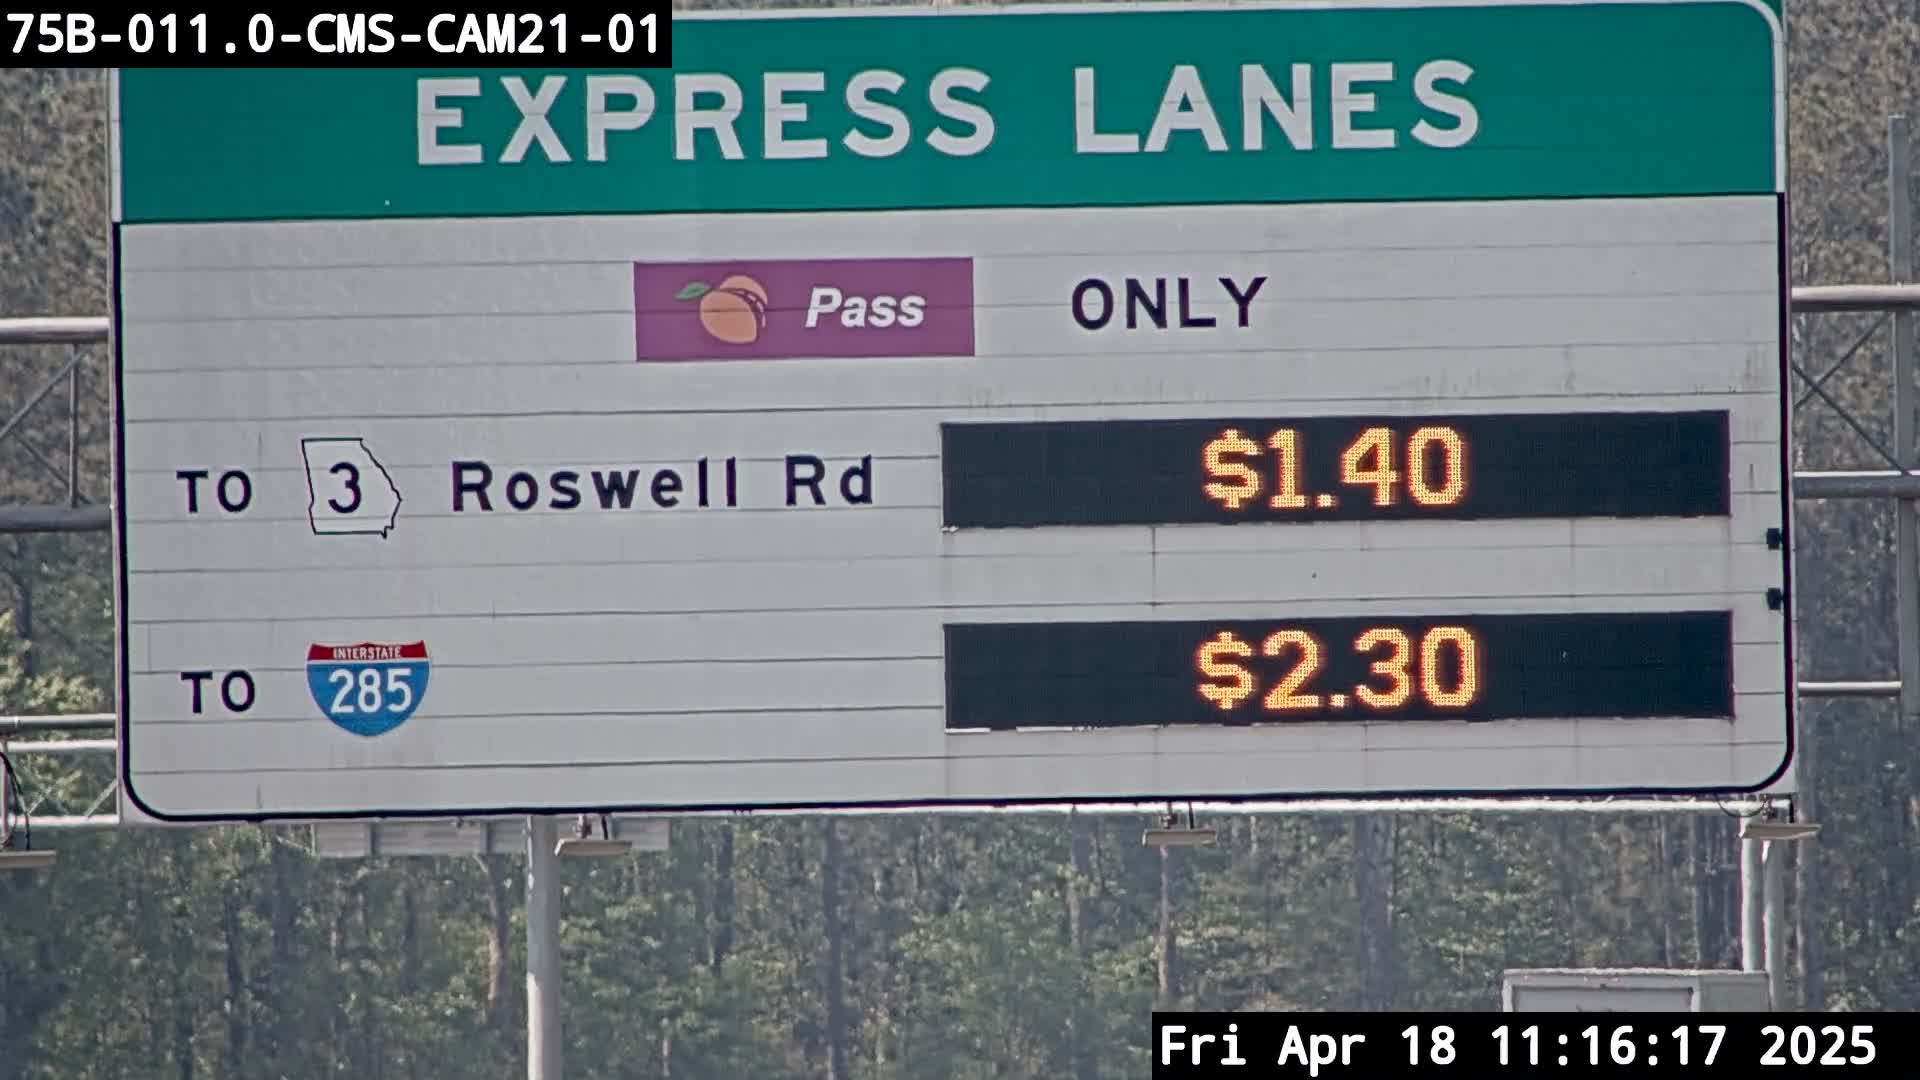 75B-011.0-CMS-CAM21-01
EXPRESS LANES
Pass ONLY
TO 3 Roswell Rd $1.40
INTERSTATE
TO 285 $2.30
Fri Apr 18 11:16:17 2025